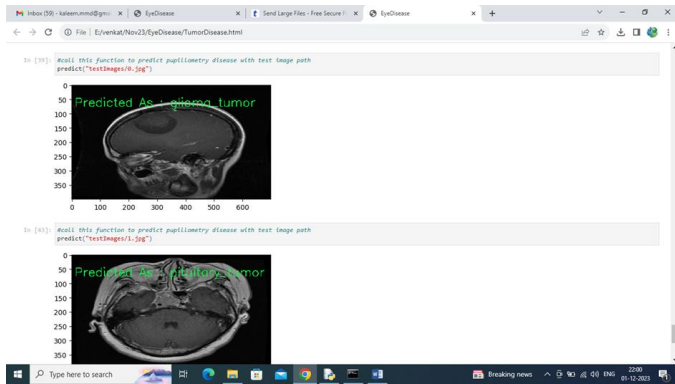 Inbox (59) - kaleem.mmd@gma
EyeDisease
Send Large Files - Free Secure F
EyeDisease
File
E:/venkat/Nov23/EyeDisease/TumorDisease.html
In [39]:
#call this function to predict pupillometry disease with test image path
predict("testImages/0.jpg")
0
50
100
150
200
250
300
350
Predicted As : glioma_tumor
0 100 200 300 400 500 600
#call this function to predict pupillometry disease with test image path
predict("testImages/1.jpg")
0
50
100
150
200
250
300
350
Predicted As : pituitary_tumor
Type here to search
Breaking news
ENG
22:00
01-12-2023